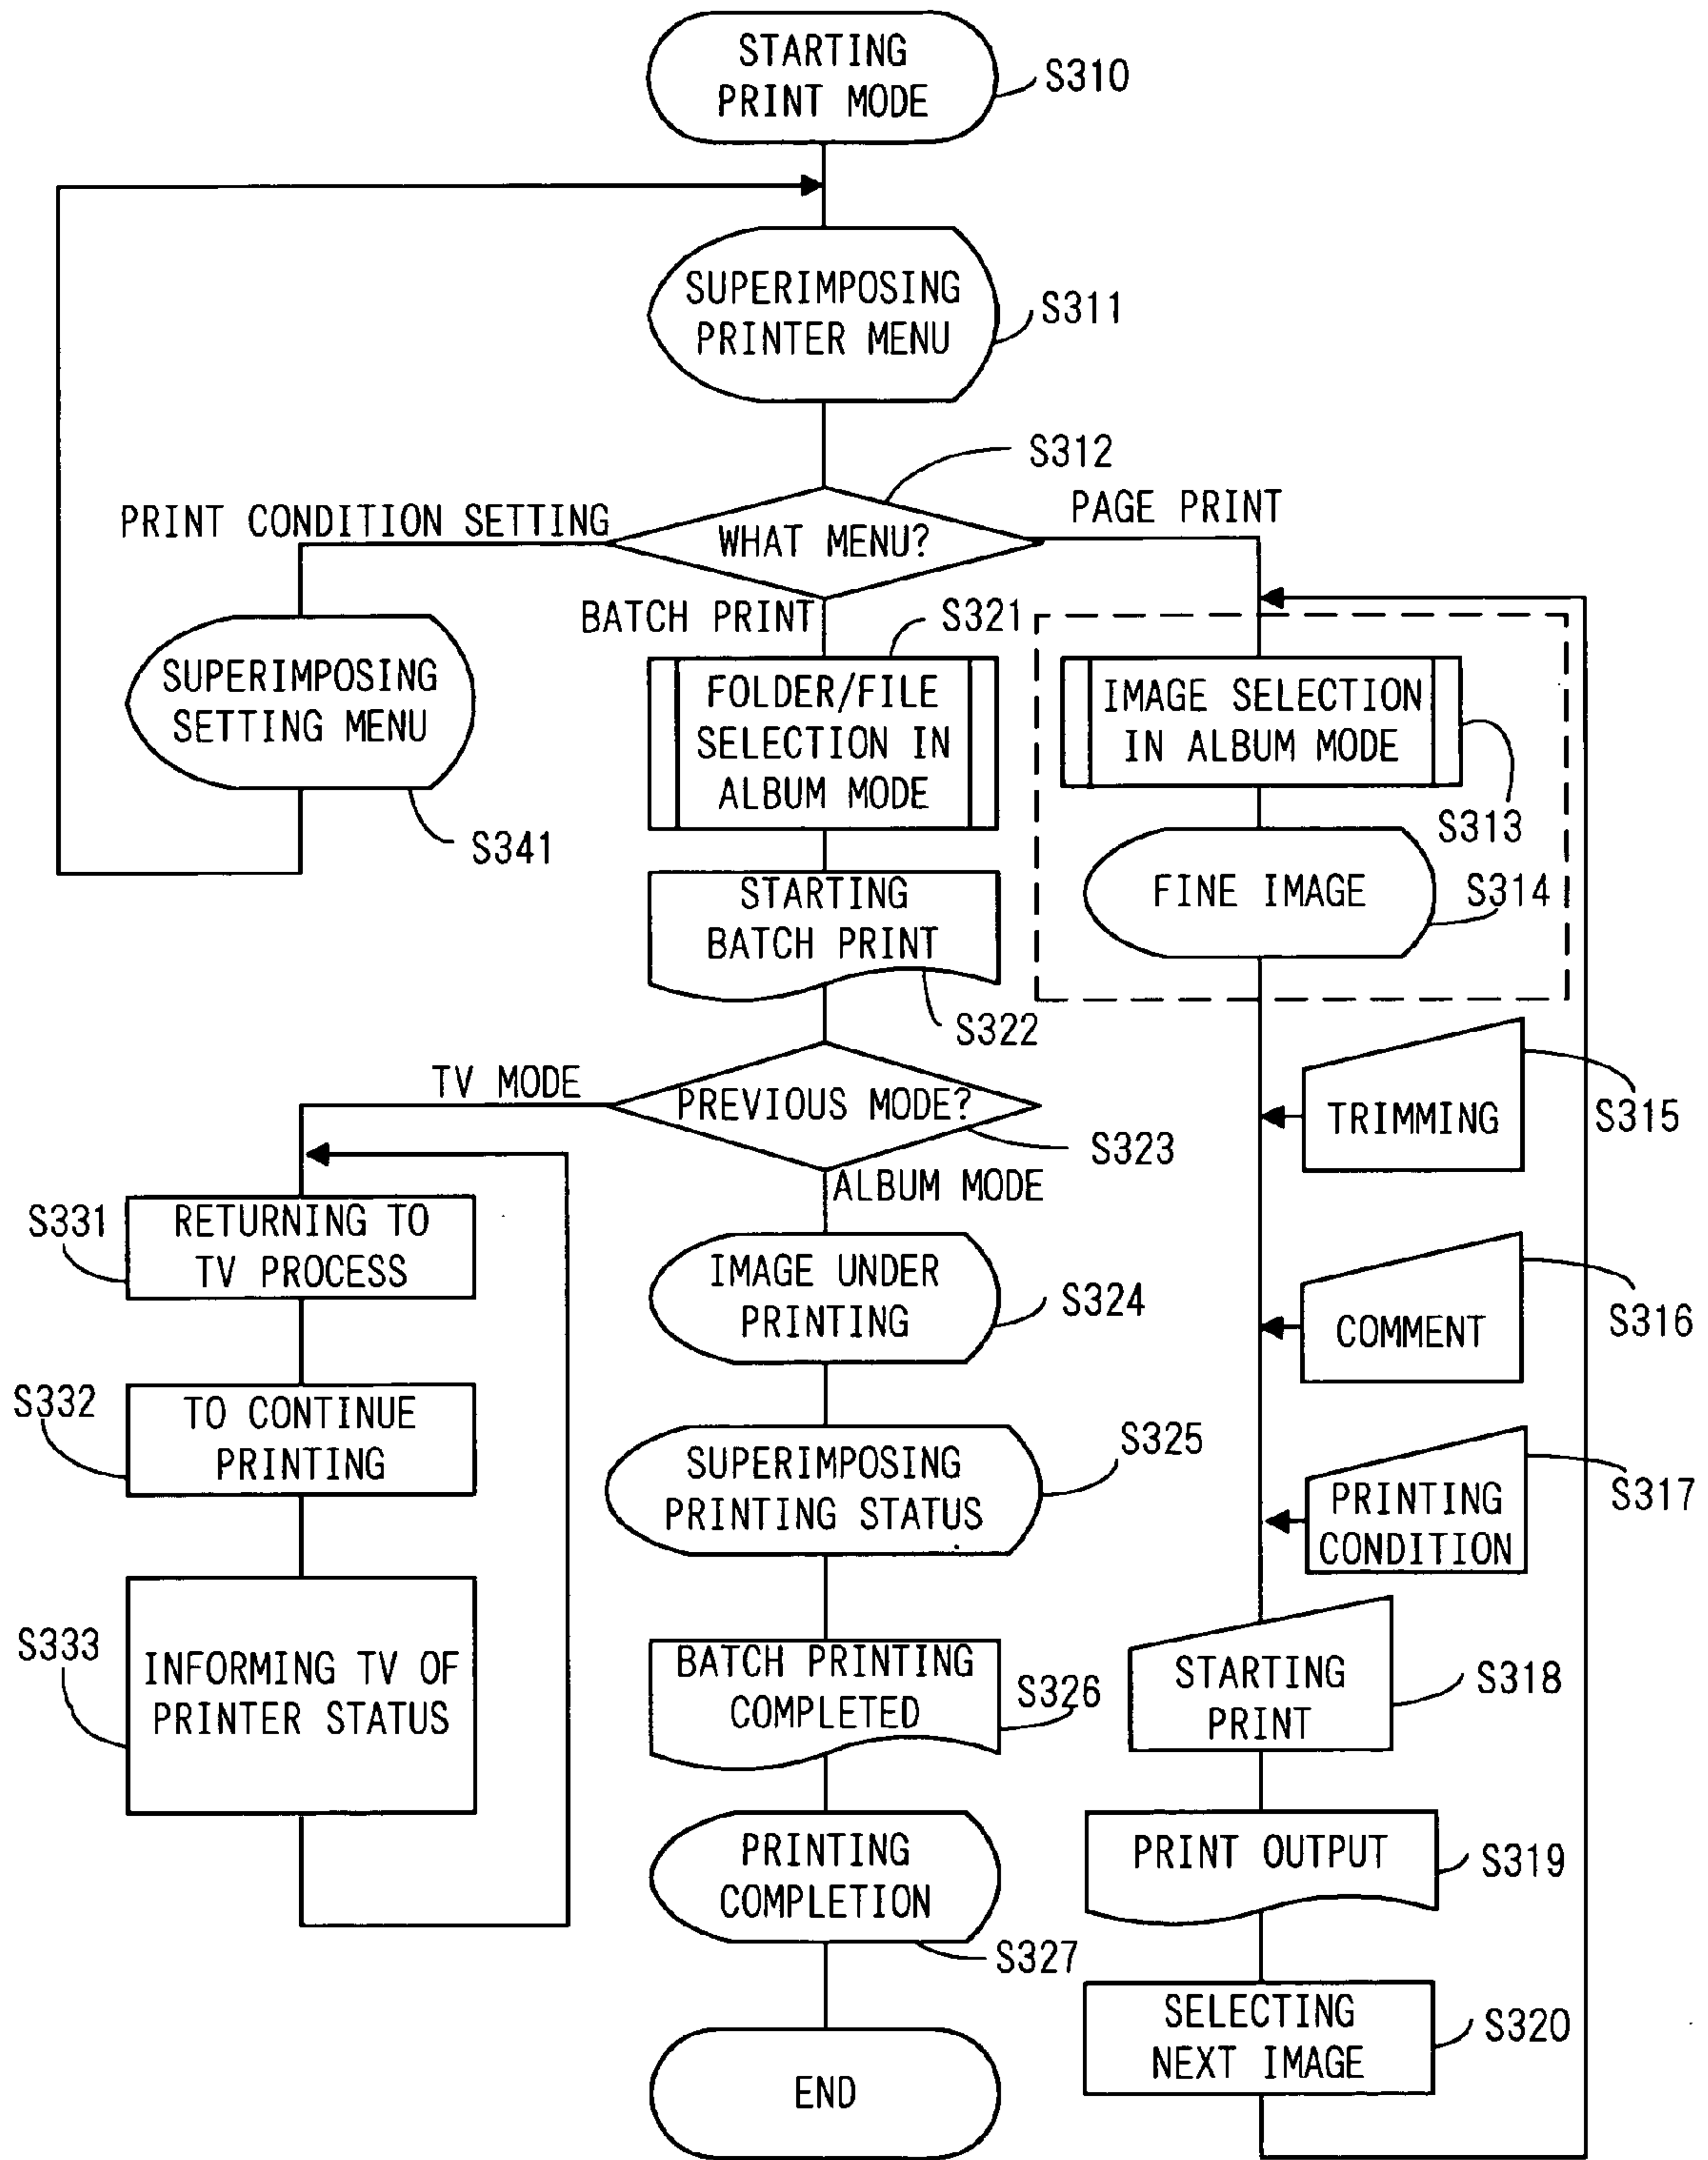 STARTING
PRINT MODE
S310
SUPERIMPOSING
PRINTER MENU
S311
S312
PRINT CONDITION SETTING
WHAT MENU?
PAGE PRINT
BATCH PRINT
S321
SUPERIMPOSING
SETTING MENU
S341
FOLDER/FILE
SELECTION IN
ALBUM MODE
IMAGE SELECTION
IN ALBUM MODE
S313
FINE IMAGE
S314
STARTING
BATCH PRINT
S322
TV MODE
PREVIOUS MODE?
S323
ALBUM MODE
TRIMMING
S315
S331
RETURNING TO
TV PROCESS
IMAGE UNDER
PRINTING
S324
COMMENT
S316
S332
TO CONTINUE
PRINTING
SUPERIMPOSING
PRINTING STATUS
S325
PRINTING
CONDITION
S317
S333
INFORMING TV OF
PRINTER STATUS
BATCH PRINTING
COMPLETED
S326
STARTING
PRINT
S318
PRINTING
COMPLETION
S327
PRINT OUTPUT
S319
SELECTING
NEXT IMAGE
S320
END